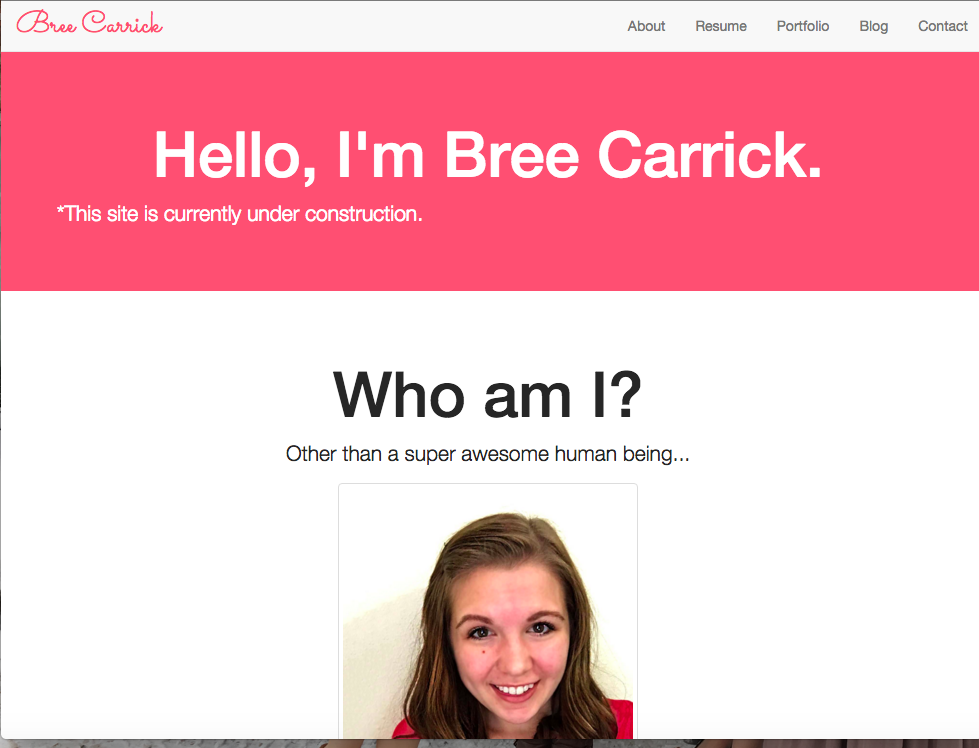 Bree Carrick
About Resume Portfolio Blog Contact
Hello, I'm Bree Carrick.
*This site is currently under construction.
Who am I?
Other than a super awesome human being...